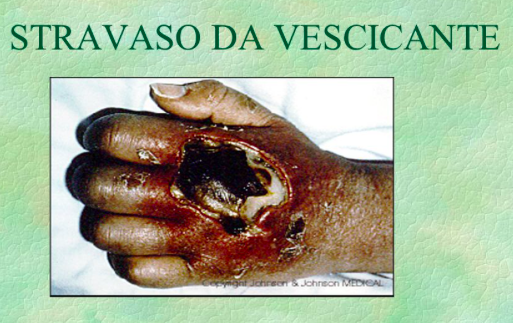 STRAVASO DA VESCICANTE
Copyright Johnson & Johnson MEDICAL